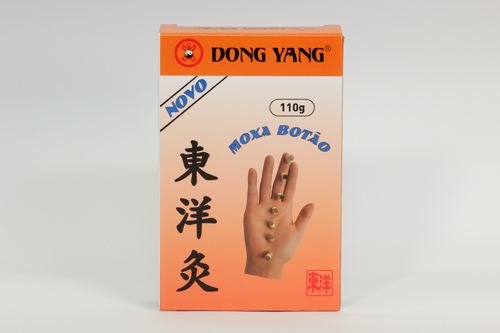 DONG YANG®
NOVO
110g
MOXA BOTÃO
東洋灸
東洋